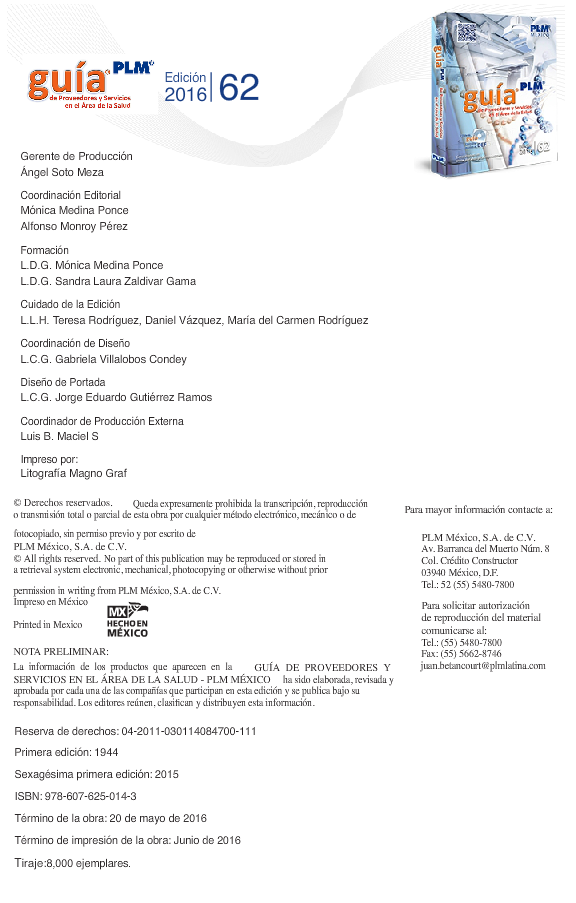 guía PLM
de Proveedores y Servicios
en el Área de la Salud
Edición
2016 62
guía PLM
Gerente de Producción
Ángel Soto Meza
Coordinación Editorial
Mónica Medina Ponce
Alfonso Monroy Pérez
Formación
L.D.G. Mónica Medina Ponce
L.D.G. Sandra Laura Zaldivar Gama
Cuidado de la Edición
L.L.H. Teresa Rodríguez, Daniel Vázquez, María del Carmen Rodríguez
Coordinación de Diseño
L.C.G. Gabriela Villalobos Condey
Diseño de Portada
L.C.G. Jorge Eduardo Gutiérrez Ramos
Coordinador de Producción Externa
Luis B. Maciel S
Impreso por:
Litografía Magno Graf
© Derechos reservados. Queda expresamente prohibida la transcripción, reproducción
o transmisión total o parcial de esta obra por cualquier método electrónico, mecánico o de
fotocopiado, sin permiso previo y por escrito de
PLM México, S.A. de C.V.
© All rights reserved. No part of this publication may be reproduced or stored in
a retrieval system electronic, mechanical, photocopying or otherwise without prior
permission in writing from PLM México, S.A. de C.V.
Impreso en México
Printed in Mexico
MX
HECHO EN
MÉXICO
NOTA PRELIMINAR:
La información de los productos que aparecen en la GUÍA DE PROVEEDORES Y
SERVICIOS EN EL ÁREA DE LA SALUD - PLM MÉXICO ha sido elaborada, revisada y
aprobada por cada una de las compañías que participan en esta edición y se publica bajo su
responsabilidad. Los editores reúnen, clasifican y distribuyen esta información.
Para mayor información contacte a:
PLM México, S.A. de C.V.
Av. Barranca del Muerto Núm. 8
Col. Crédito Constructor
03940 México, D.F.
Tel.: 52 (55) 5480-7800
Para solicitar autorización
de reproducción del material
comunicarse al:
Tel.: (55) 5480-7800
Fax: (55) 5662-8746
juan.betancourt@plmlatina.com
Reserva de derechos: 04-2011-030114084700-111
Primera edición: 1944
Sexagésima primera edición: 2015
ISBN: 978-607-625-014-3
Término de la obra: 20 de mayo de 2016
Término de impresión de la obra: Junio de 2016
Tiraje:8,000 ejemplares.